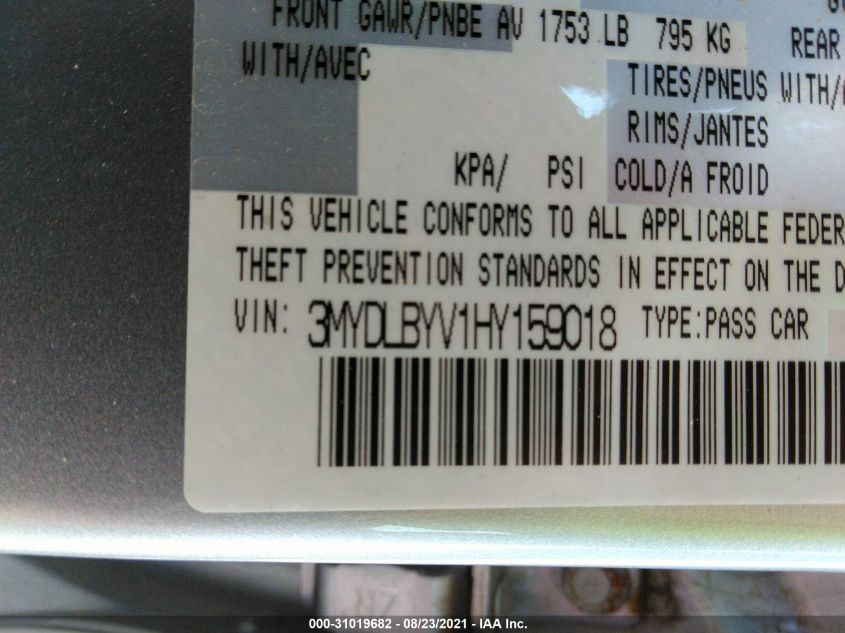 FRONT GAWR/PNBE AV 1753 LB 795 KG
REAR
WITH/AVEC
TIRES/PNEUS WITH/
RIMS/JANTES
KPA/ PSI COLD/A FROID
THIS VEHICLE CONFORMS TO ALL APPLICABLE FEDER
THEFT PREVENTION STANDARDS IN EFFECT ON THE D
VIN: 3MYDLBYV1HY159018 TYPE:PASS CAR
000-31019682 - 08/23/2021 - IAA Inc.